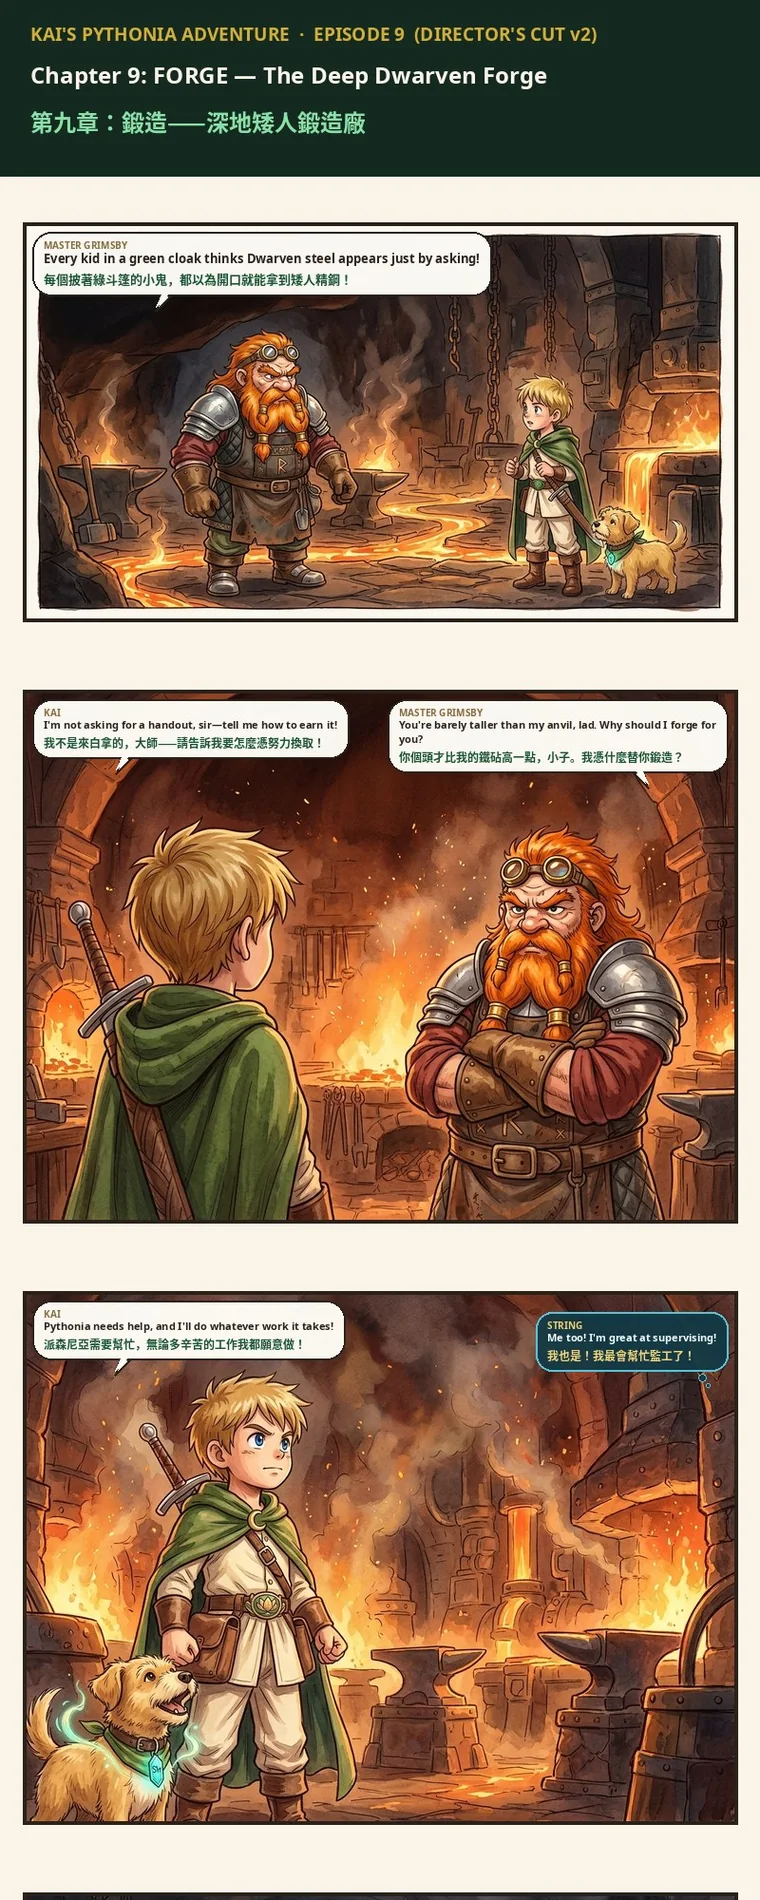 KAI'S PYTHONIA ADVENTURE · EPISODE 9 (DIRECTOR'S CUT v2)
Chapter 9: FORGE — The Deep Dwarven Forge
第九章：鍛造——深地矮人鍛造廠
MASTER GRIMSBY
Every kid in a green cloak thinks Dwarven steel appears just by asking!
每個披著綠斗篷的小鬼，都以為開口就能拿到矮人精鋼！
KAI
I'm not asking for a handout, sir—tell me how to earn it!
我不是來白拿的，大師——請告訴我要怎麼憑努力換取！
MASTER GRIMSBY
You're barely taller than my anvil, lad. Why should I forge for
you?
你個頭才比我的鐵砧高一點，小子。我憑什麼替你鍛造？
KAI
Pythonia needs help, and I'll do whatever work it takes!
派森尼亞需要幫忙，無論多辛苦的工作我都願意做！
STRING
Me too! I'm great at supervising!
我也是！我最會幫忙監工了！